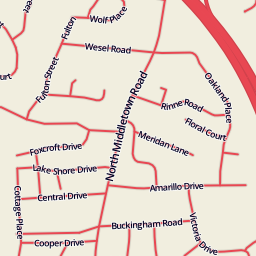 Wolf Place
Fulton
Wesel Road
Fulton Street
Oakland Place
North Middletown Road
Rinne Road
Floral Court
Meridan Lane
Foxcroft Drive
Lake Shore Drive
Amarillo Drive
Central Drive
Cottage Place
Buckingham Road
Victoria Drive
Cooper Drive